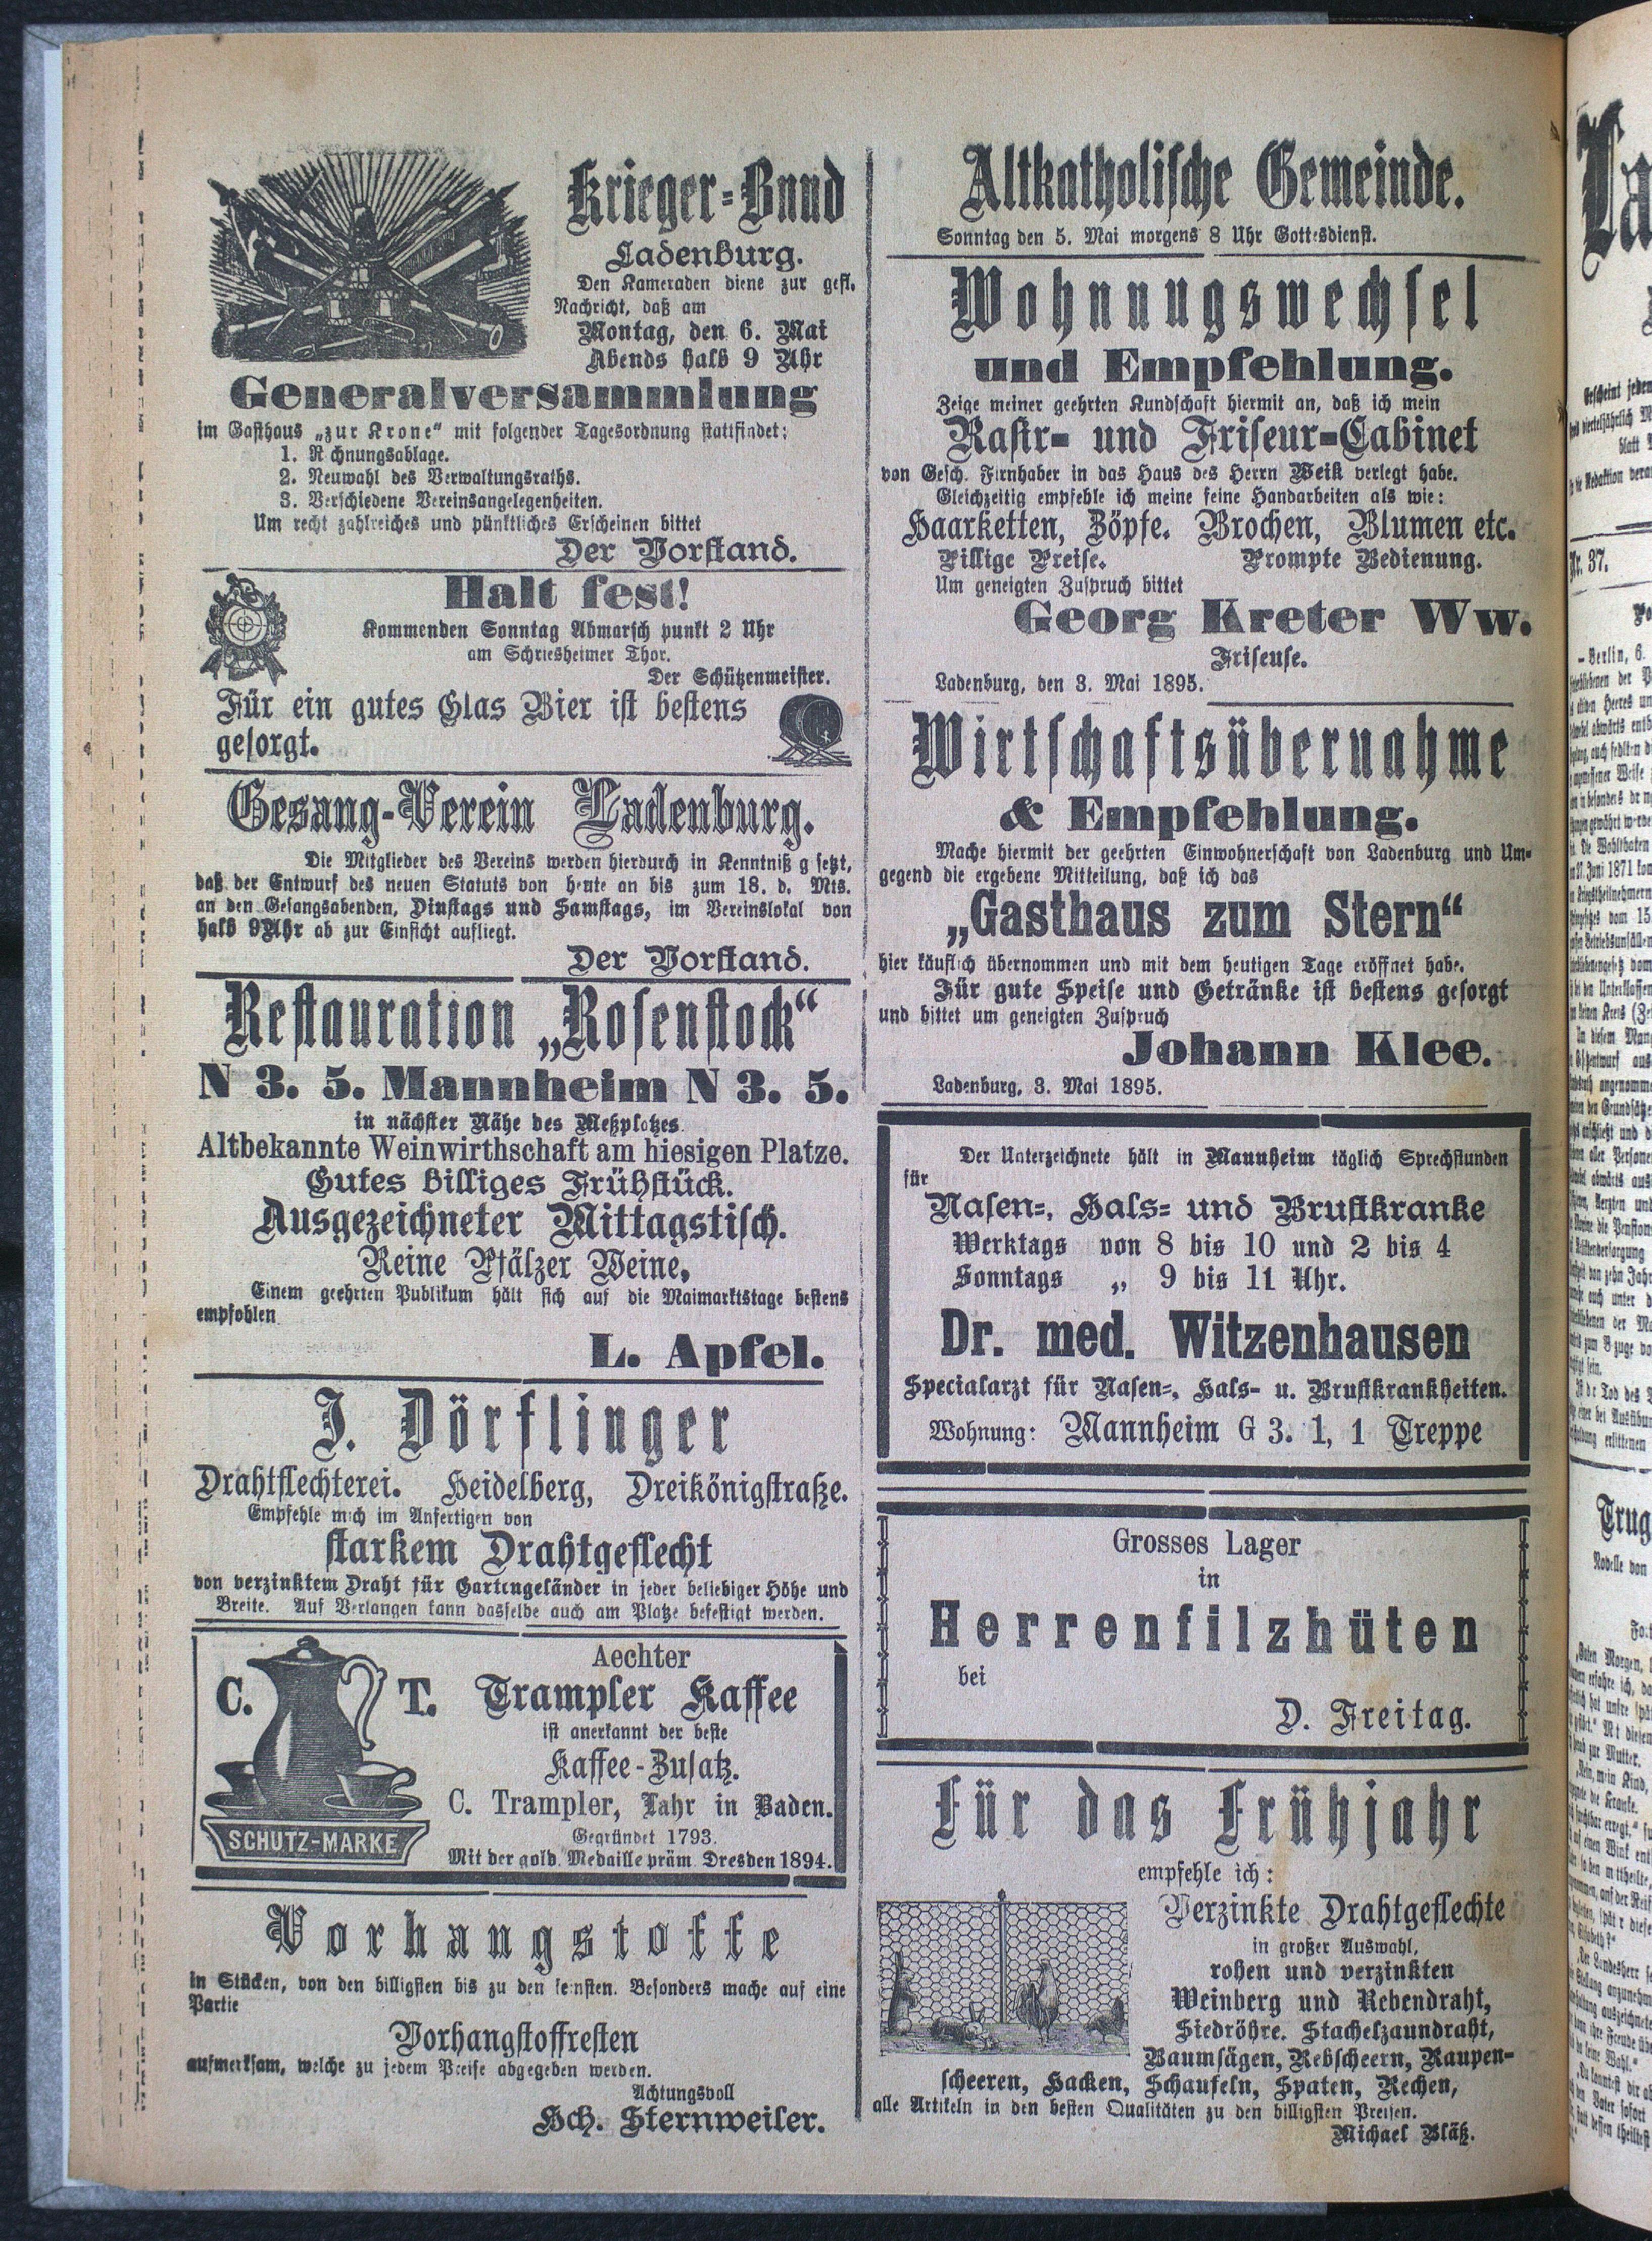 Krieger-Bund
Ladenburg.
Den Kameraden diene zur gefl.
Nachricht, daß am
Montag, den 6. Mai
Abends halb 9 Uhr
Generalversammlung
im Gasthaus „zur Krone“ mit folgender Tagesordnung stattfindet:
1. R chnungsablage.
2. Neuwahl des Verwaltungsraths.
3. Verschiedene Vereinsangelegenheiten.
Um recht zahlreiches und pünktliches Erscheinen bittet
Der Vorstand.
Halt fest!
Kommenden Sonntag Abmarsch punkt 2 Uhr
am Schriesheimer Thor.
Der Schützenmeister.
Für ein gutes Glas Bier ist bestens
gesorgt.
Gesang-Verein Ladenburg.
Die Mitglieder des Vereins werden hierdurch in Kenntniß g setzt,
daß der Entwurf des neuen Statuts von heute an bis zum 18. d. Mts.
an den Gesangsabenden, Dinstags und Samstags, im Vereinslokal von
halb 9 Uhr ab zur Einsicht aufliegt.
Der Vorstand.
Restauration „Rosenstock“
N 3. 5. Mannheim N 3. 5.
in nächster Nähe des Meßplatzes.
Altbekannte Weinwirthschaft am hiesigen Platze.
Gutes billiges Frühstück.
Ausgezeichneter Mittagstisch.
Reine Pfälzer Weine,
Einem geehrten Publikum hält sich auf die Maimarktstage bestens
empfohlen
L. Apfel.
J. Dörflinger
Drahtflechterei. Heidelberg, Dreikönigstraße.
Empfehle mich im Anfertigen von
starkem Drahtgeflecht
von verzinktem Draht für Gartengeländer in jeder beliebiger Höhe und
Breite. Auf Verlangen kann dasselbe auch am Platze befestigt werden.
C. T.
SCHUTZ-MARKE
Aechter
Trampler Kaffee
ist anerkannt der beste
Kaffee-Zusatz.
C. Trampler, Lahr in Baden.
Gegründet 1793.
Mit der gold. Medaille präm. Dresden 1894.
Vorhangstoffe
in Stücken, von den billigsten bis zu den feinsten. Besonders mache auf eine
Partie
Vorhangstoffresten
aufmerksam, welche zu jedem Preise abgegeben werden.
Achtungsvoll
Hch. Sternweiler.
Altkatholische Gemeinde.
Sonntag den 5. Mai morgens 8 Uhr Gottesdienst.
Wohnungswechsel
und Empfehlung.
Zeige meiner geehrten Kundschaft hiermit an, daß ich mein
Rasir- und Friseur-Cabinet
von Gesch. Firnhaber in das Haus des Herrn Weik verlegt habe.
Gleichzeitig empfehle ich meine feine Handarbeiten als wie:
Haarketten, Zöpfe. Brochen, Blumen etc.
Billige Preise. Prompte Bedienung.
Um geneigten Zuspruch bittet
Georg Kreter Ww.
Friseuse.
Ladenburg, den 3. Mai 1895.
Wirtschaftsübernahme
& Empfehlung.
Mache hiermit der geehrten Einwohnerschaft von Ladenburg und Um-
gegend die ergebene Mitteilung, daß ich das
„Gasthaus zum Stern“
hier käuflich übernommen und mit dem heutigen Tage eröffnet habe.
Für gute Speise und Getränke ist bestens gesorgt
und bittet um geneigten Zuspruch
Johann Klee.
Ladenburg, 3. Mai 1895.
Der Unterzeichnete hält in Mannheim täglich Sprechstunden
für
Nasen-, Hals- und Brustkranke
Werktags von 8 bis 10 und 2 bis 4
Sonntags „ 9 bis 11 Uhr.
Dr. med. Witzenhausen
Specialarzt für Nasen-, Hals- u. Brustkrankheiten.
Wohnung: Mannheim G 3. 1, 1 Treppe
Grosses Lager
in
Herrenfilzhüten
bei
D. Freitag.
Für das Frühjahr
empfehle ich:
Verzinkte Drahtgeflechte
in großer Auswahl,
rohen und verzinkten
Weinberg und Rebendraht,
Siedröhre. Stachelzaundraht,
Baumsägen, Rebscheern, Raupen-
scheeren, Hacken, Schaufeln, Spaten, Rechen,
alle Artikeln in den besten Qualitäten zu den billigsten Preisen.
Michael Bläß.
Nr. 37.